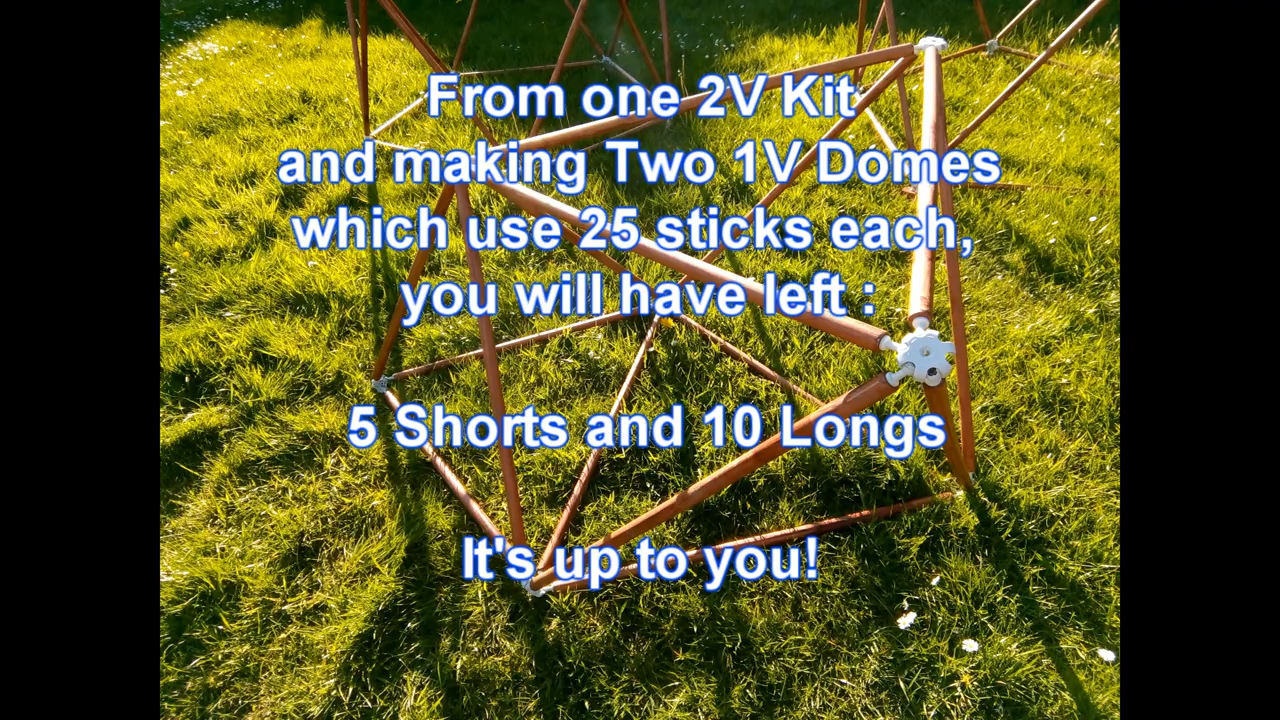 From one 2V Kit
and making Two 1V Domes
which use 25 sticks each,
you will have left :
5 Shorts and 10 Longs
It's up to you!